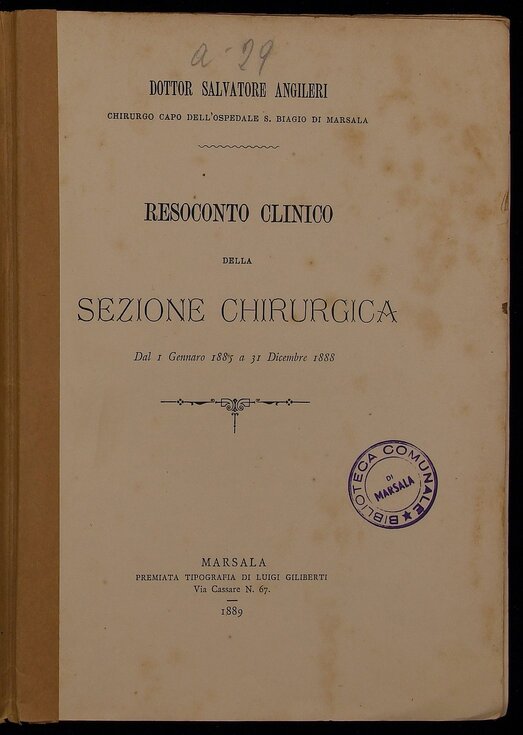 a-29
DOTTOR SALVATORE ANGILERI
CHIRURGO CAPO DELL'OSPEDALE S. BIAGIO DI MARSALA
RESOCONTO CLINICO
DELLA
SEZIONE CHIRURGICA
Dal 1 Gennaro 1885 a 31 Dicembre 1888
BIBLIOTECA COMUNALE
DI
MARSALA
MARSALA
PREMIATA TIPOGRAFIA DI LUIGI GILIBERTI
Via Cassare N. 67.
1889